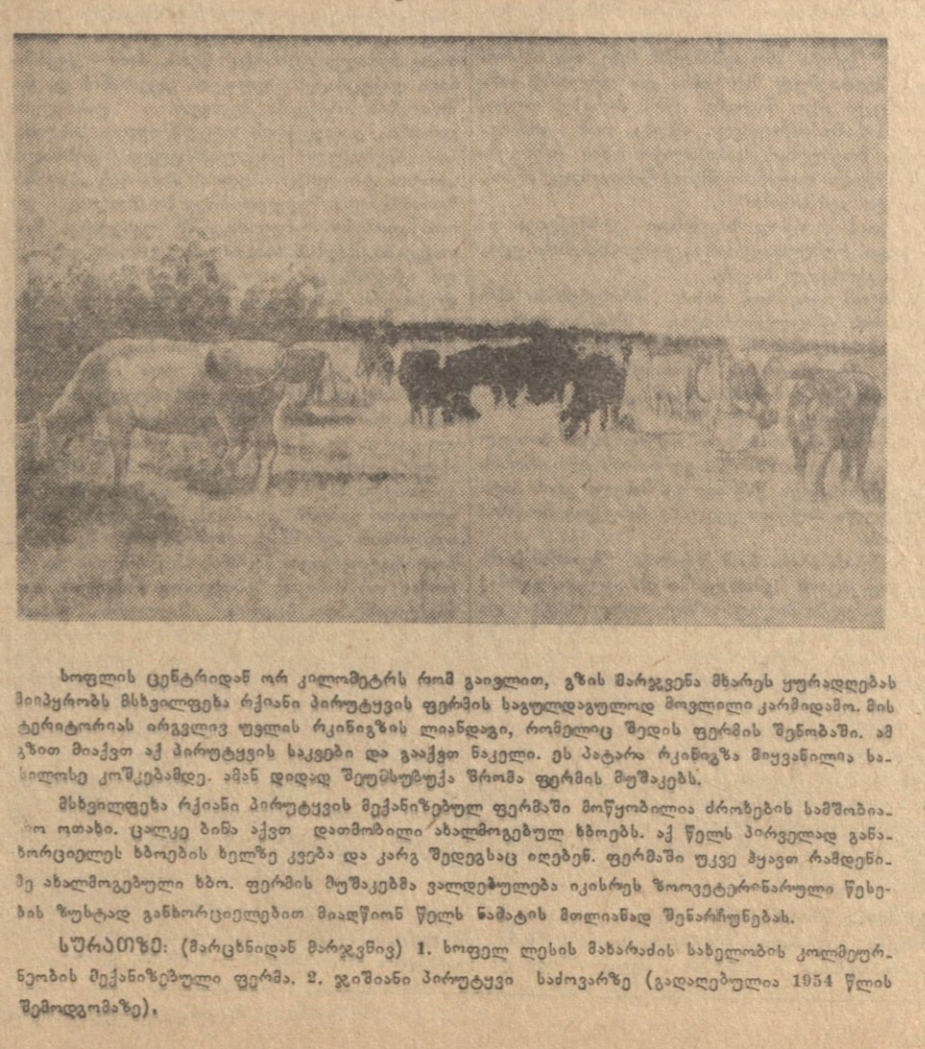 სოფლის ცენტრიდან ორ კილომეტრს რომ გაივლით, გზის მარჯვენა მხარეს ყურადღებას
მიიპყრობს მსხვილფეხა რქიანი პირუტყვის ფერმის საგულდაგულოდ მოვლილი კარმიდამო. მის
ტერიტორიას ირგვლივ უვლის რკინიგზის ლიანდაგი, რომელიც შედის ფერმის შენობაში. ამ
გზით მიაქვთ აქ პირუტყვის საკვები და გააქვთ ნაკელი. ეს პატარა რკინიგზა მიყვანილია სა-
სილოსე კოშკებამდე. ამან დიდად შეუმსუბუქა შრომა ფერმის მუშაკებს.
მსხვილფეხა რქიანი პირუტყვის მექანიზებულ ფერმაში მოწყობილია ძროხების სამშობია-
რო ოთახი. ცალკე ბინა აქვთ დათმობილი ახალმოგებულ ხბოებს. აქ წელს პირველად განა-
ხორციელეს ხბოების ხელზე კვება და კარგ შედეგსაც იღებენ. ფერმაში უკვე ჰყავთ რამდენი-
მე ახალმოგებული ხბო. ფერმის მუშაკებმა ვალდებულება იკისრეს ზოოვეტერინარული წესე-
ბის ზუსტად განხორციელებით მიაღწიონ წელს ნამატის მთლიანად შენარჩუნებას.
სურათზე: (მარცხნიდან მარჯვნივ) 1. სოფელ ლესის მახარაძის სახელობის კოლმეურ-
ნეობის მექანიზებული ფერმა. 2. ჯიშიანი პირუტყვი საძოვარზე (გადაღებულია 1954 წლის
შემოდგომაზე).